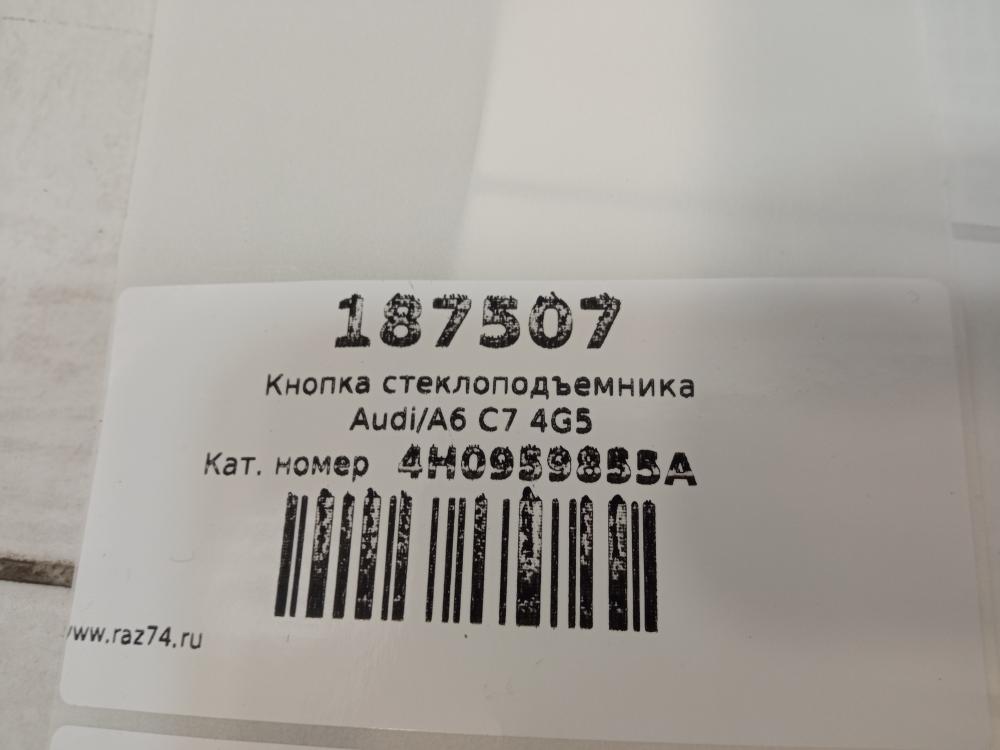 187507
Кнопка стеклоподъемника
Audi/A6 C7 4G5
Кат. номер 4H0959855A
www.raz74.ru